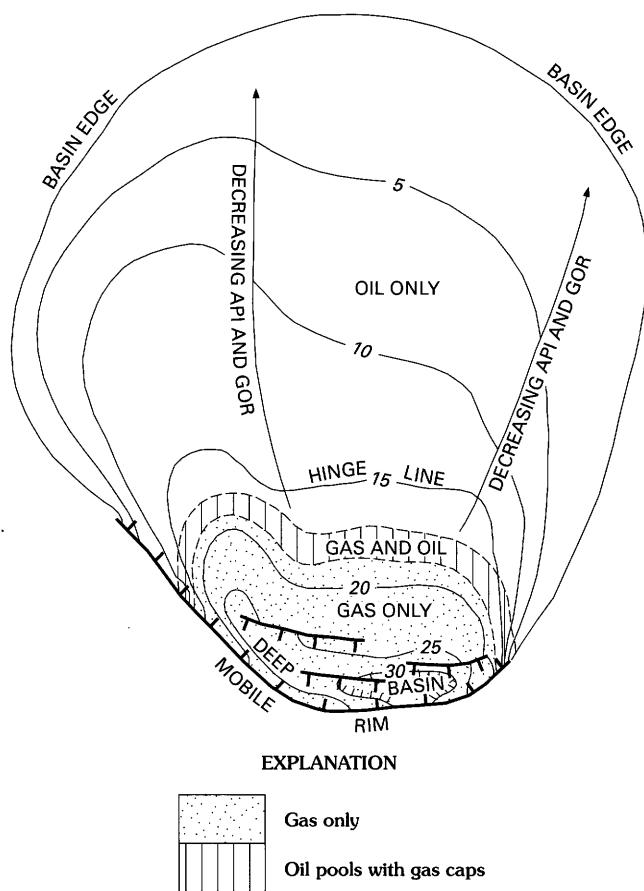 BASIN EDGE
BASIN EDGE
5
DECREASING API AND GOR
OIL ONLY
10
DECREASING API AND GOR
HINGE LINE
15
GAS AND OIL
20
GAS ONLY
25
DEEP
30
BASIN
MOBILE
RIM
EXPLANATION
Gas only
Oil pools with gas caps